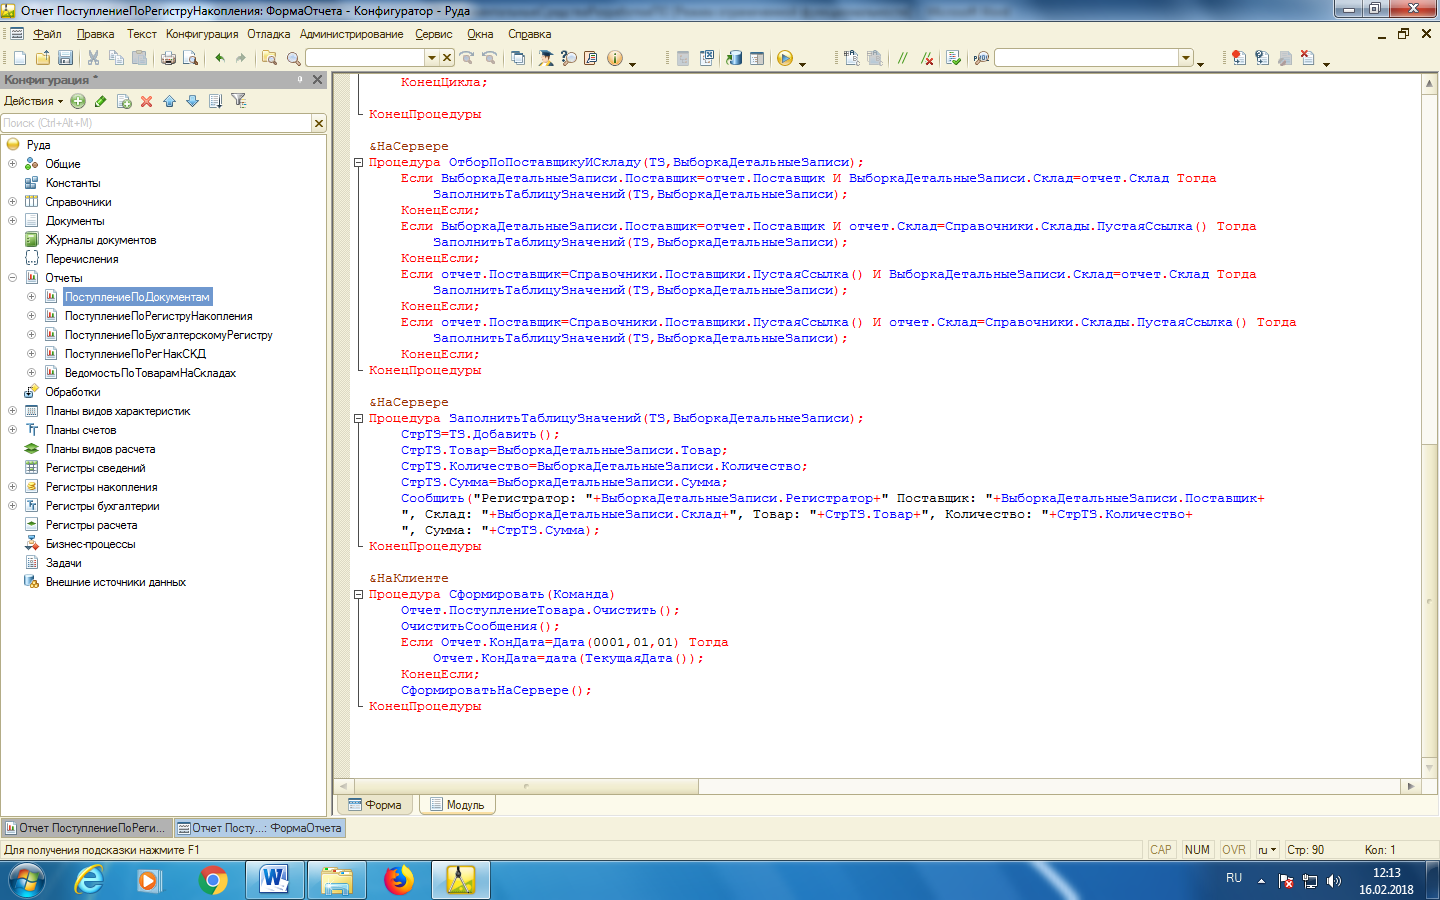 Отчет ПоступлениеПоРегиструНакопления: ФормаОтчета - Конфигуратор - Руда
Файл Правка Текст Конфигурация Отладка Администрирование Сервис Окна Справка
Конфигурация *
Действия
Поиск (Ctrl+Alt+M)
Руда
Общие
Константы
Справочники
Документы
Журналы документов
Перечисления
Отчеты
ПоступлениеПоДокументам
ПоступлениеПоРегиструНакопления
ПоступлениеПоБухгалтерскомуРегистру
ПоступлениеПоРегНакСКД
ВедомостьПоТоварамНаСкладах
Обработки
Планы видов характеристик
Планы счетов
Планы видов расчета
Регистры сведений
Регистры накопления
Регистры бухгалтерии
Регистры расчета
Бизнес-процессы
Задачи
Внешние источники данных
КонецЦикла;
КонецПроцедуры
&НаСервере
Процедура ОтборПоПоставщикуИСкладу(ТЗ,ВыборкаДетальныеЗаписи);
Если ВыборкаДетальныеЗаписи.Поставщик=отчет.Поставщик И ВыборкаДетальныеЗаписи.Склад=отчет.Склад Тогда
ЗаполнитьТаблицуЗначений(ТЗ,ВыборкаДетальныеЗаписи);
КонецЕсли;
Если ВыборкаДетальныеЗаписи.Поставщик=отчет.Поставщик И отчет.Склад=Справочники.Склады.ПустаяСсылка() Тогда
ЗаполнитьТаблицуЗначений(ТЗ,ВыборкаДетальныеЗаписи);
КонецЕсли;
Если отчет.Поставщик=Справочники.Поставщики.ПустаяСсылка() И ВыборкаДетальныеЗаписи.Склад=отчет.Склад Тогда
ЗаполнитьТаблицуЗначений(ТЗ,ВыборкаДетальныеЗаписи);
КонецЕсли;
Если отчет.Поставщик=Справочники.Поставщики.ПустаяСсылка() И отчет.Склад=Справочники.Склады.ПустаяСсылка() Тогда
ЗаполнитьТаблицуЗначений(ТЗ,ВыборкаДетальныеЗаписи);
КонецЕсли;
КонецПроцедуры
&НаСервере
Процедура ЗаполнитьТаблицуЗначений(ТЗ,ВыборкаДетальныеЗаписи);
СтрТЗ=ТЗ.Добавить();
СтрТЗ.Товар=ВыборкаДетальныеЗаписи.Товар;
СтрТЗ.Количество=ВыборкаДетальныеЗаписи.Количество;
СтрТЗ.Сумма=ВыборкаДетальныеЗаписи.Сумма;
Сообщить("Регистратор: "+ВыборкаДетальныеЗаписи.Регистратор+" Поставщик: "+ВыборкаДетальныеЗаписи.Поставщик+
", Склад: "+ВыборкаДетальныеЗаписи.Склад+", Товар: "+СтрТЗ.Товар+", Количество: "+СтрТЗ.Количество+
", Сумма: "+СтрТЗ.Сумма);
КонецПроцедуры
&НаКлиенте
Процедура Сформировать(Команда)
Отчет.ПоступлениеТовара.Очистить();
ОчиститьСообщения();
Если Отчет.КонДата=Дата(0001,01,01) Тогда
Отчет.КонДата=дата(ТекущаяДата());
КонецЕсли;
СформироватьНаСервере();
КонецПроцедуры
Форма Модуль
Отчет ПоступлениеПоРеги... Отчет Посту...: ФормаОтчета
Для получения подсказки нажмите F1 CAP NUM OVR ru Стр: 90 Кол: 1
RU 12:13
16.02.2018